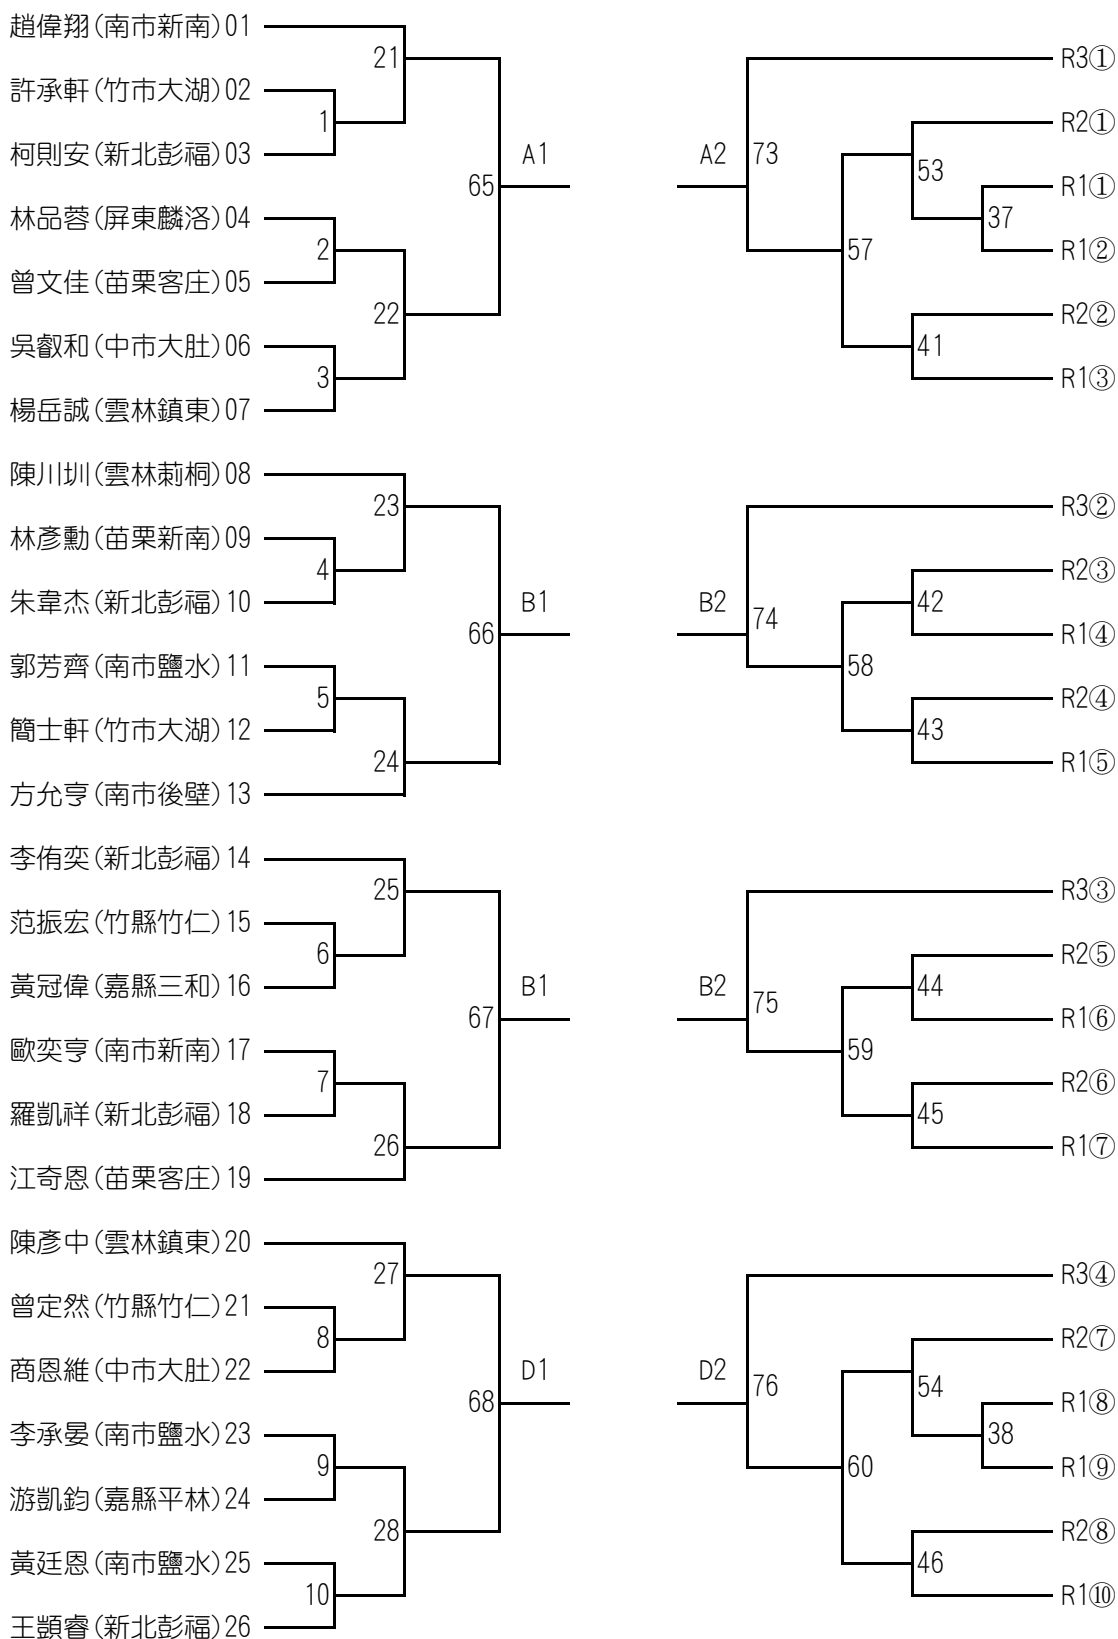 趙偉翔(南市新南)01
21
R3①
許承軒(竹市大湖)02
1
R2①
柯則安(新北彭福)03
A1
A2
73
53
65
R1①
林品蓉(屏東麟洛)04
37
2
57
R1②
曾文佳(苗栗客庄)05
22
R2②
吳叡和(中市大肚)06
41
3
R1③
楊岳誠(雲林鎮東)07
陳川圳(雲林莿桐)08
23
R3②
林彥勳(苗栗新南)09
4
R2③
朱韋杰(新北彭福)10
B1
B2
74
42
66
R1④
郭芳齊(南市鹽水)11
58
5
R2④
簡士軒(竹市大湖)12
43
24
R1⑤
方允亨(南市後壁)13
李侑奕(新北彭福)14
25
R3③
范振宏(竹縣竹仁)15
6
R2⑤
黃冠偉(嘉縣三和)16
B1
B2
75
44
67
R1⑥
歐奕亨(南市新南)17
59
7
R2⑥
羅凱祥(新北彭福)18
45
26
R1⑦
江奇恩(苗栗客庄)19
陳彥中(雲林鎮東)20
27
R3④
曾定然(竹縣竹仁)21
8
R2⑦
商恩維(中市大肚)22
D1
D2
76
54
68
R1⑧
李承晏(南市鹽水)23
38
9
60
R1⑨
游凱鈞(嘉縣平林)24
28
R2⑧
黃廷恩(南市鹽水)25
46
10
R1⑩
王顗睿(新北彭福)26